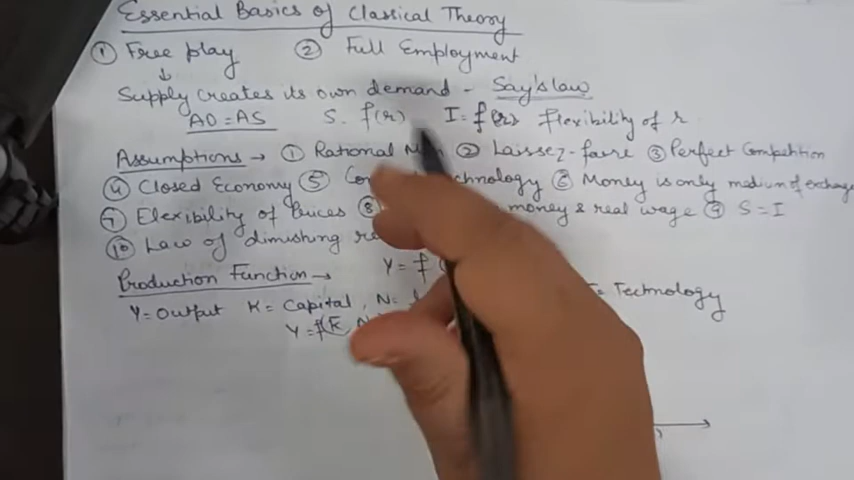 Essential Basics of Classical Theory
① Free play ② Full Employment
↓
Supply creates its own demand - Say's law
AD = AS S = f(r) I = f(r) flexibility of r
Assumptions → ① Rational ② Laissez-faire ③ Perfect Competition
④ Closed Economy ⑤ Technology ⑥ Money is only medium of exchange
⑦ Flexibility of Prices ⑧ money & real wage ⑨ S = I
⑩ Law of dimishing
Production Function → Y = f
Y = Output K = Capital, N = Technology
Y = f(K